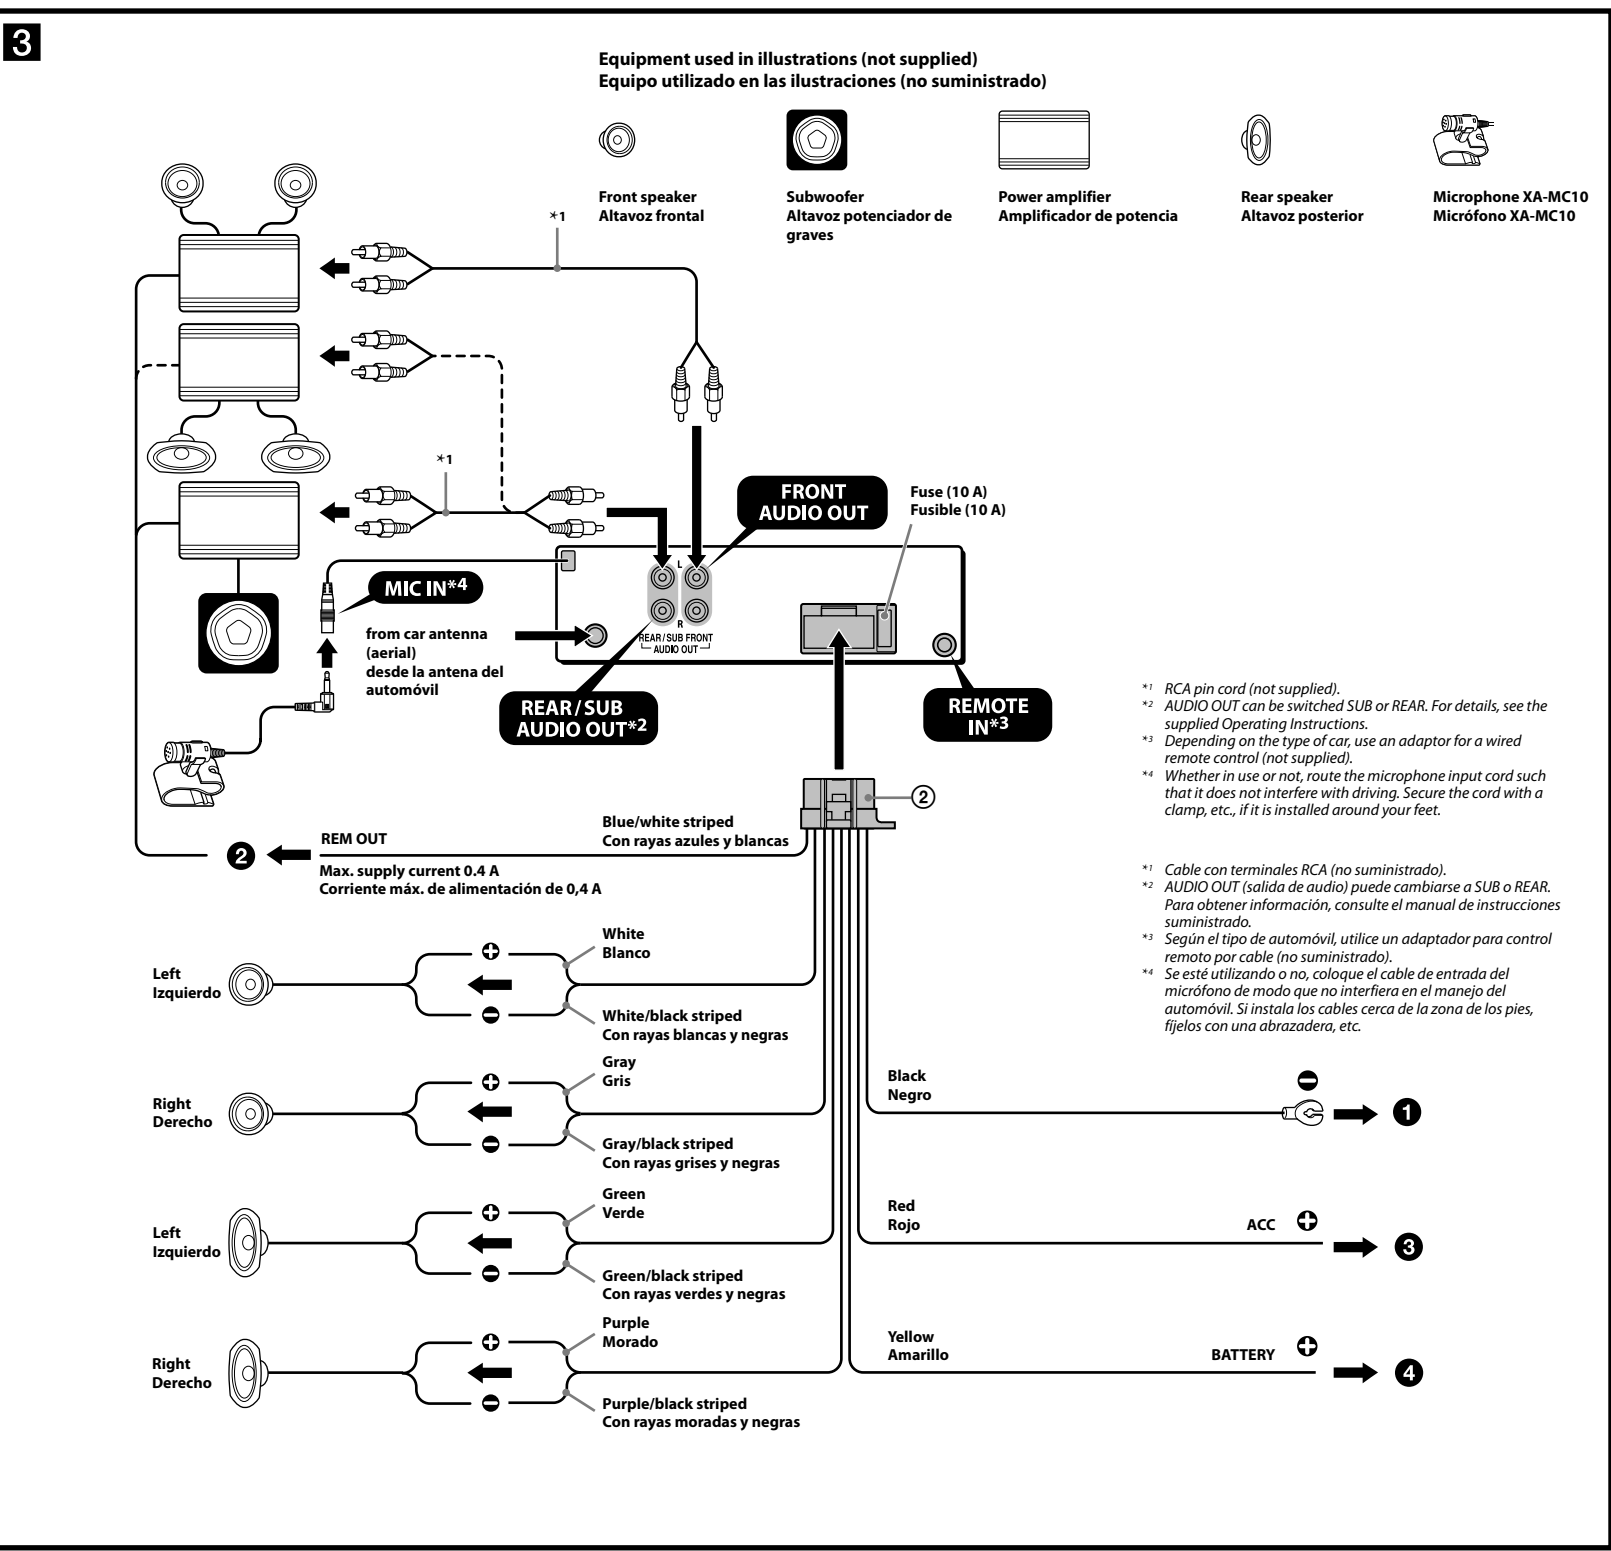 3
Equipment used in illustrations (not supplied)
Equipo utilizado en las ilustraciones (no suministrado)
Front speaker
Altavoz frontal
Subwoofer
Altavoz potenciador de
graves
Power amplifier
Amplificador de potencia
Rear speaker
Altavoz posterior
Microphone XA-MC10
Micrófono XA-MC10
*1
*1
FRONT
AUDIO OUT
Fuse (10 A)
Fusible (10 A)
MIC IN*4
from car antenna
(aerial)
desde la antena del
automóvil
L
R
REAR / SUB FRONT
AUDIO OUT
REAR / SUB
AUDIO OUT*2
REMOTE
IN*3
*1 RCA pin cord (not supplied).
*2 AUDIO OUT can be switched SUB or REAR. For details, see the
supplied Operating Instructions.
*3 Depending on the type of car, use an adaptor for a wired
remote control (not supplied).
*4 Whether in use or not, route the microphone input cord such
that it does not interfere with driving. Secure the cord with a
clamp, etc., if it is installed around your feet.
*1 Cable con terminales RCA (no suministrado).
*2 AUDIO OUT (salida de audio) puede cambiarse a SUB o REAR.
Para obtener información, consulte el manual de instrucciones
suministrado.
*3 Según el tipo de automóvil, utilice un adaptador para control
remoto por cable (no suministrado).
*4 Se esté utilizando o no, coloque el cable de entrada del
micrófono de modo que no interfiera en el manejo del
automóvil. Si instala los cables cerca de la zona de los pies,
fíjelos con una abrazadera, etc.
②
❷
REM OUT
Max. supply current 0.4 A
Corriente máx. de alimentación de 0,4 A
Blue/white striped
Con rayas azules y blancas
Left
Izquierdo
+
−
White
Blanco
White/black striped
Con rayas blancas y negras
Right
Derecho
+
−
Gray
Gris
Gray/black striped
Con rayas grises y negras
Left
Izquierdo
+
−
Green
Verde
Green/black striped
Con rayas verdes y negras
Right
Derecho
+
−
Purple
Morado
Purple/black striped
Con rayas moradas y negras
Black
Negro
−
❶
Red
Rojo
ACC
+
❸
Yellow
Amarillo
BATTERY
+
❹